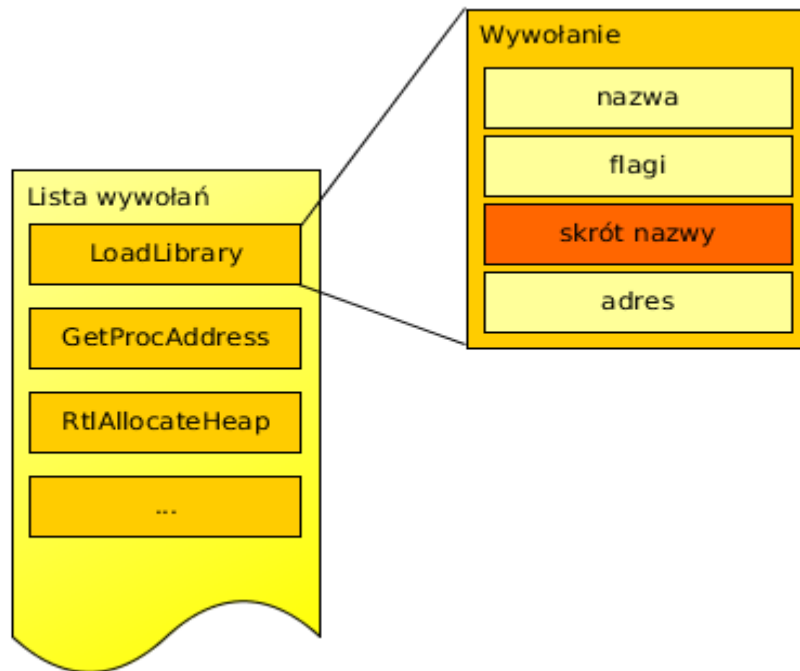 Wywołanie
nazwa
flagi
skrót nazwy
adres
Lista wywołań
LoadLibrary
GetProcAddress
RtlAllocateHeap
...